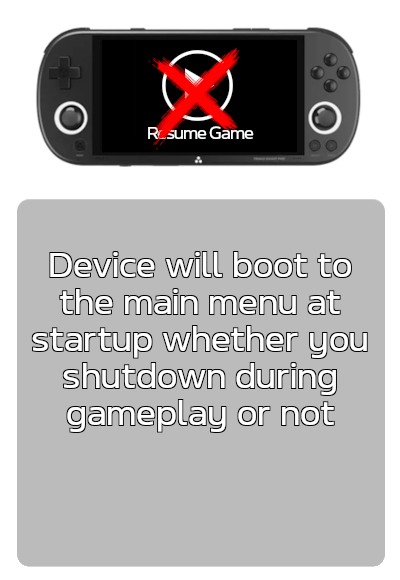 Resume Game
Device will boot to
the main menu at
startup whether you
shutdown during
gameplay or not